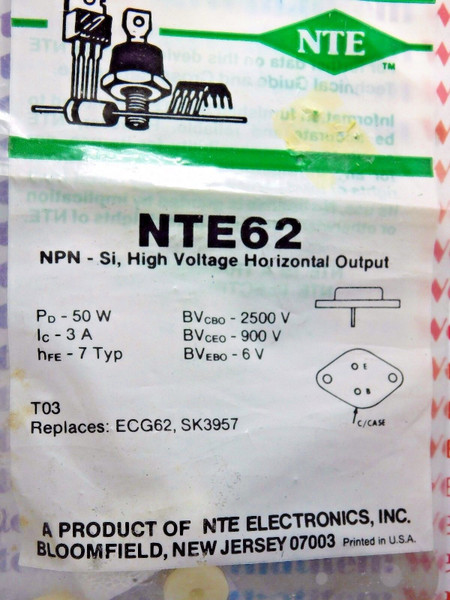 NTE
TM
NTE62
NPN - Si, High Voltage Horizontal Output
PD - 50 W
BVCBO - 2500 V
IC - 3 A
BVCEO - 900 V
hFE - 7 Typ
BVEBO - 6 V
E
B
C/CASE
T03
Replaces: ECG62, SK3957
A PRODUCT OF NTE ELECTRONICS, INC.
BLOOMFIELD, NEW JERSEY 07003 Printed in U.S.A.